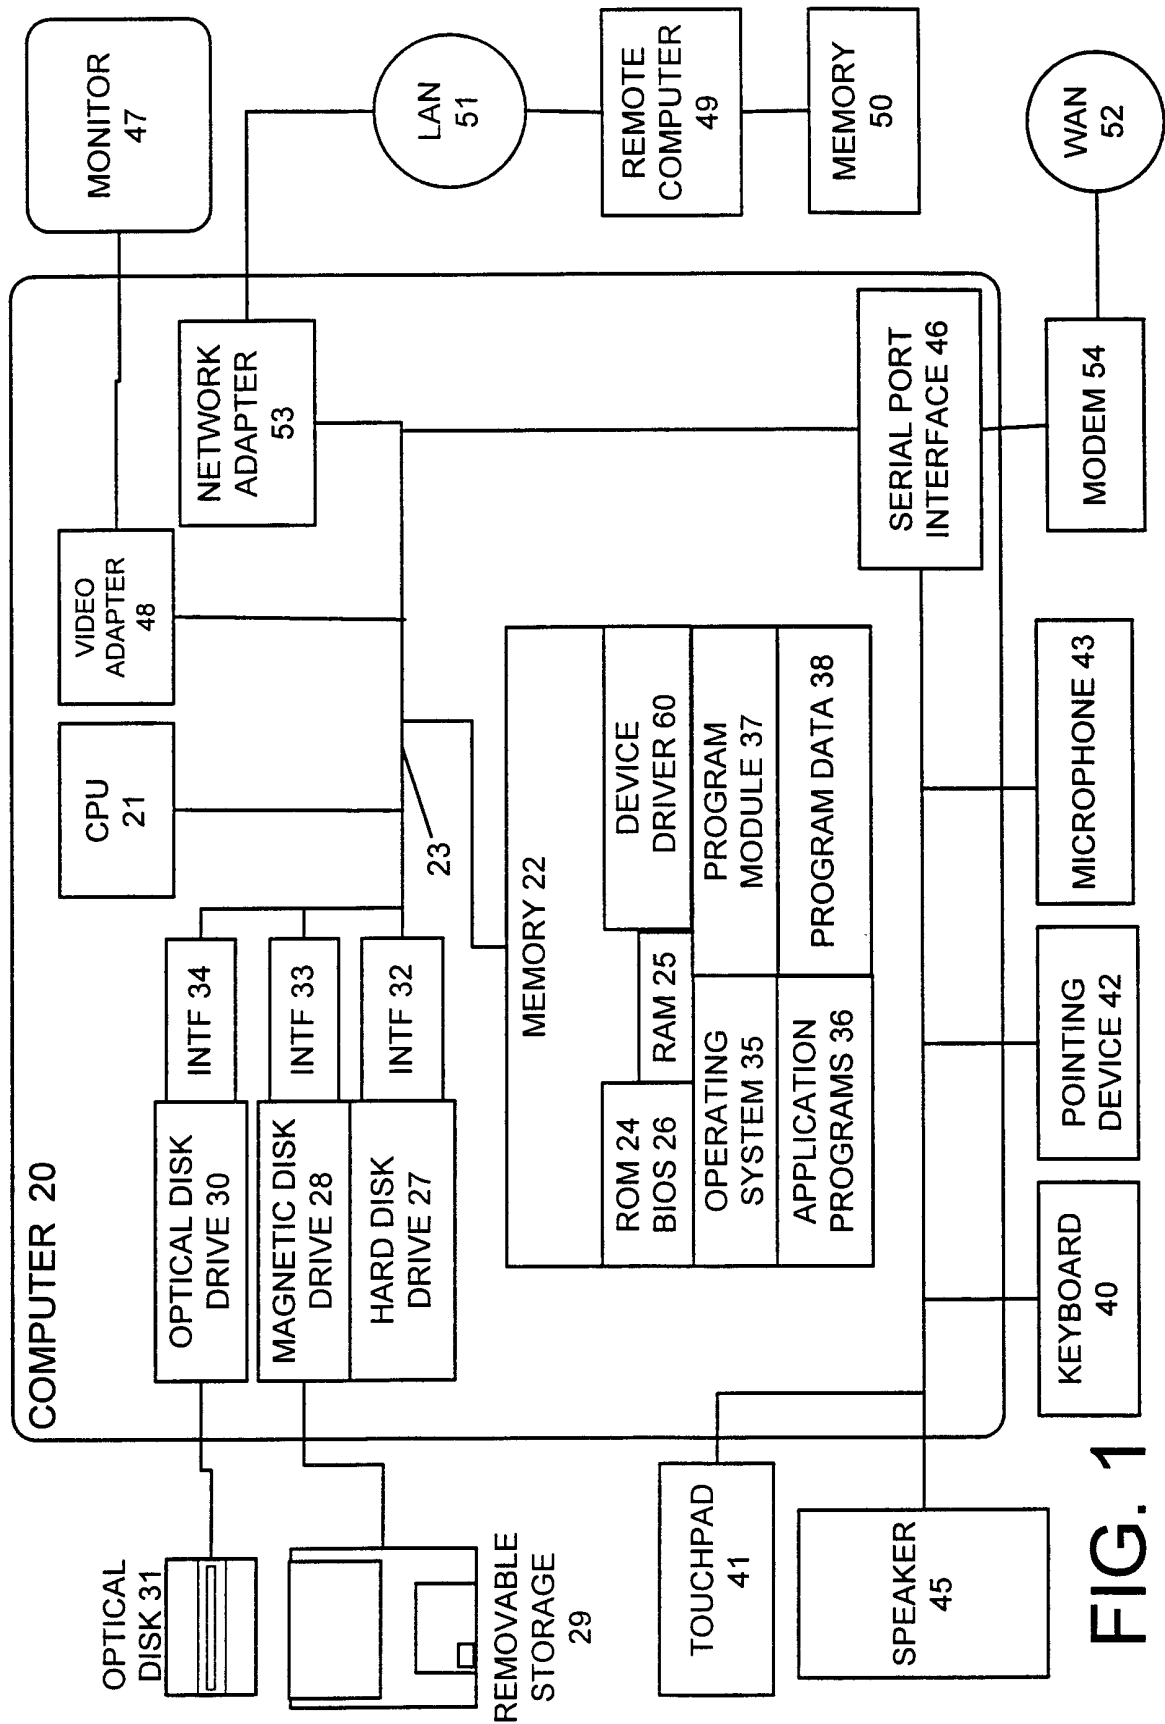 COMPUTER 20
OPTICAL
DISK 31
REMOVABLE
STORAGE
29
OPTICAL DISK
DRIVE 30
INTF 34
MAGNETIC DISK
DRIVE 28
INTF 33
HARD DISK
DRIVE 27
INTF 32
CPU
21
VIDEO
ADAPTER
48
MONITOR
47
NETWORK
ADAPTER
53
LAN
51
REMOTE
COMPUTER
49
MEMORY
50
23
MEMORY 22
ROM 24
BIOS 26
RAM 25
DEVICE
DRIVER 60
OPERATING
SYSTEM 35
PROGRAM
MODULE 37
APPLICATION
PROGRAMS 36
PROGRAM DATA 38
SERIAL PORT
INTERFACE 46
TOUCHPAD
41
SPEAKER
45
KEYBOARD
40
POINTING
DEVICE 42
MICROPHONE 43
MODEM 54
WAN
52
FIG. 1